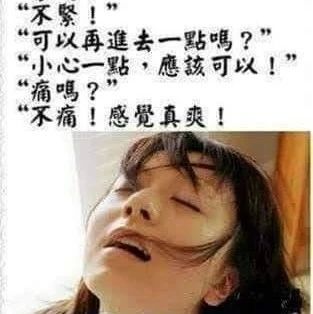 “不緊！”
“可以再進去一點嗎？”
“小心一點，應該可以！”
“痛嗎？”
“不痛！感覺真爽！